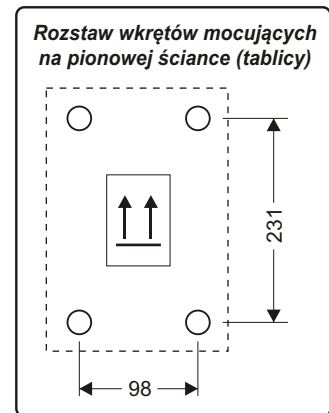 Rozstaw wkrętów mocujących
na pionowej ściance (tablicy)
231
98